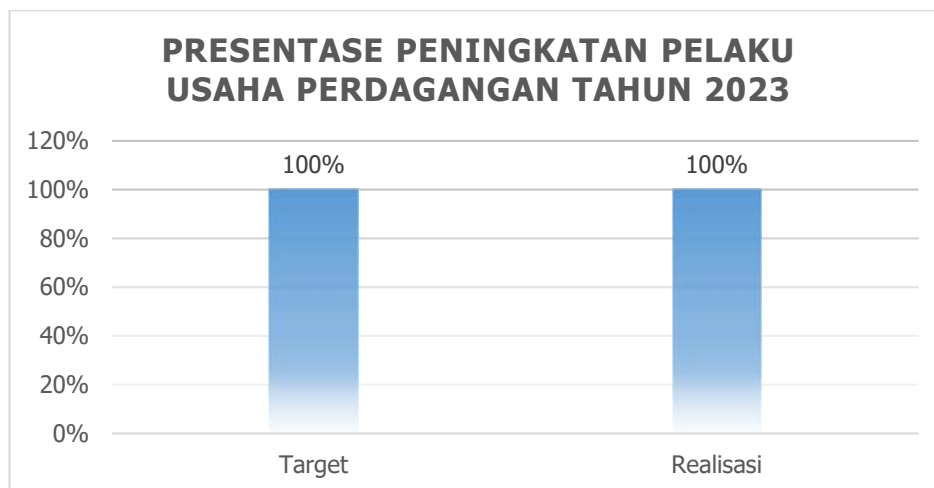 PRESENTASE PENINGKATAN PELAKU
USAHA PERDAGANGAN TAHUN 2023
120%
100%
80%
60%
40%
20%
0%
100%
100%
Target
Realisasi